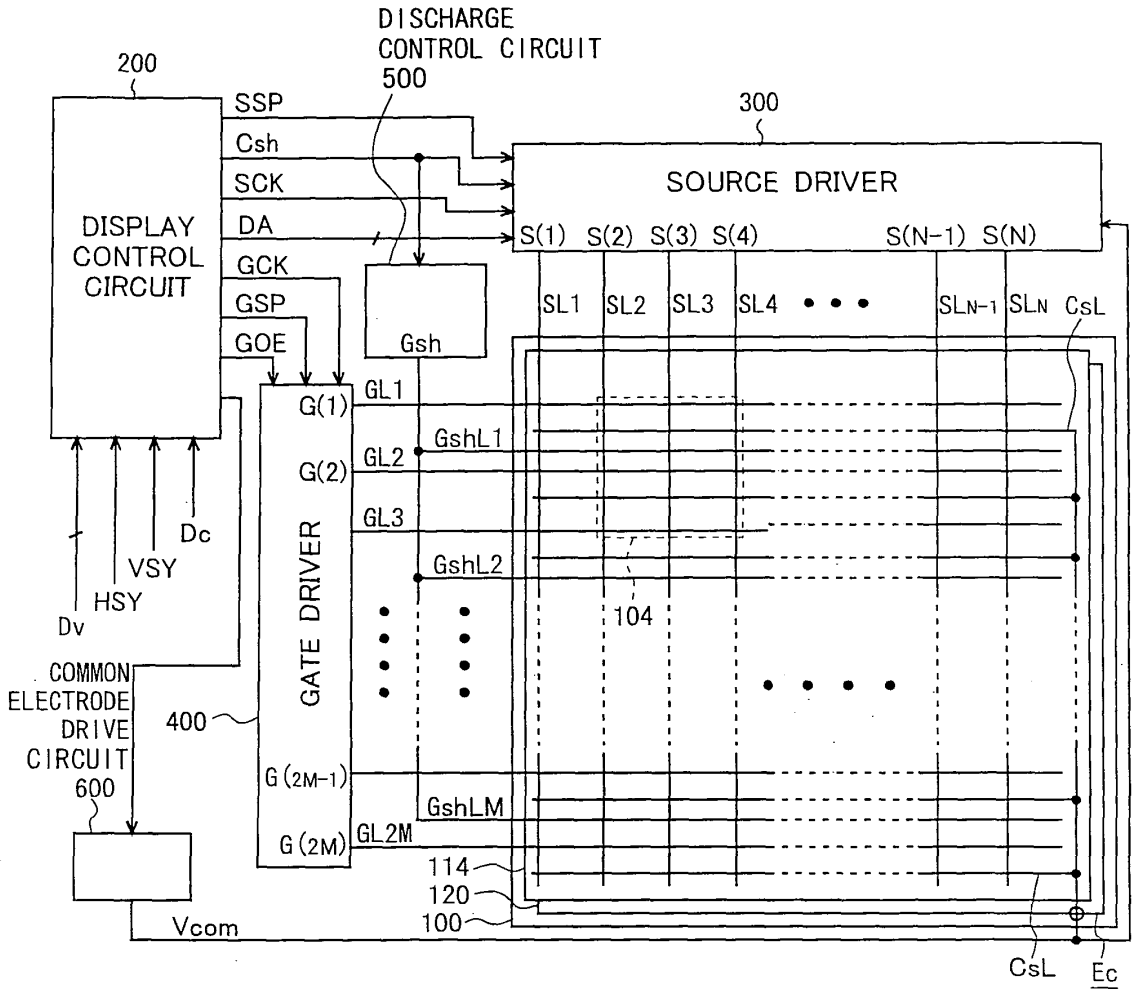 DISCHARGE
CONTROL CIRCUIT
500
200
300
SSP
Csh
SCK
DA
GCK
GSP
GOE
DISPLAY
CONTROL
CIRCUIT
SOURCE DRIVER
S(1) S(2) S(3) S(4) S(N-1) S(N)
SL1 SL2 SL3 SL4 SLN-1 SLN CsL
Gsh
G(1) GL1
GshL1
G(2) GL2
GL3
GshL2
104
GATE DRIVER
Dv
HSY
VSY
Dc
COMMON
ELECTRODE
DRIVE
CIRCUIT
600
400
G(2M-1)
GshLM
G(2M) GL2M
114
120
100
Vcom
CsL
Ec